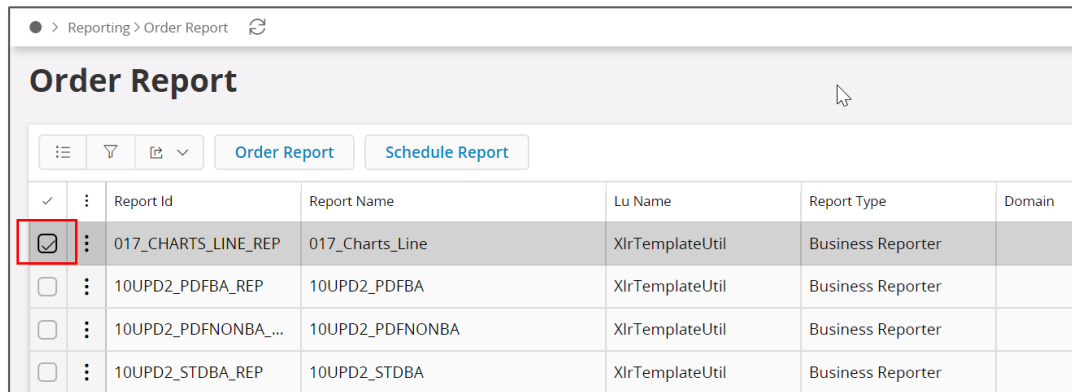 Reporting > Order Report
Order Report
Order Report Schedule Report
Report Id Report Name Lu Name Report Type Domain
017_CHARTS_LINE_REP 017_Charts_Line XlrTemplateUtil Business Reporter
10UPD2_PDFBA_REP 10UPD2_PDFBA XlrTemplateUtil Business Reporter
10UPD2_PDFNONBA_... 10UPD2_PDFNONBA XlrTemplateUtil Business Reporter
10UPD2_STDBA_REP 10UPD2_STDBA XlrTemplateUtil Business Reporter